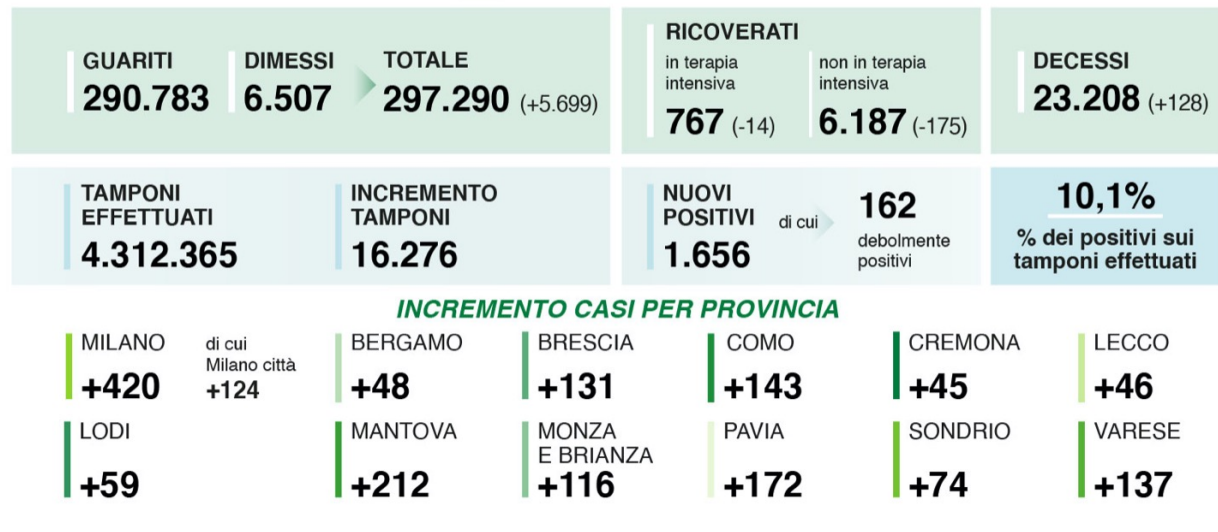 GUARITI
290.783
DIMESSI
6.507
TOTALE
297.290 (+5.699)
RICOVERATI
in terapia
intensiva
767 (-14)
non in terapia
intensiva
6.187 (-175)
DECESSI
23.208 (+128)
TAMPONI
EFFETTUATI
4.312.365
INCREMENTO
TAMPONI
16.276
NUOVI
POSITIVI
1.656
di cui
162
debolmente
positivi
10,1%
% dei positivi sui
tamponi effettuati
INCREMENTO CASI PER PROVINCIA
MILANO
+420
di cui
Milano città
+124
BERGAMO
+48
BRESCIA
+131
COMO
+143
CREMONA
+45
LECCO
+46
LODI
+59
MANTOVA
+212
MONZA
E BRIANZA
+116
PAVIA
+172
SONDRIO
+74
VARESE
+137